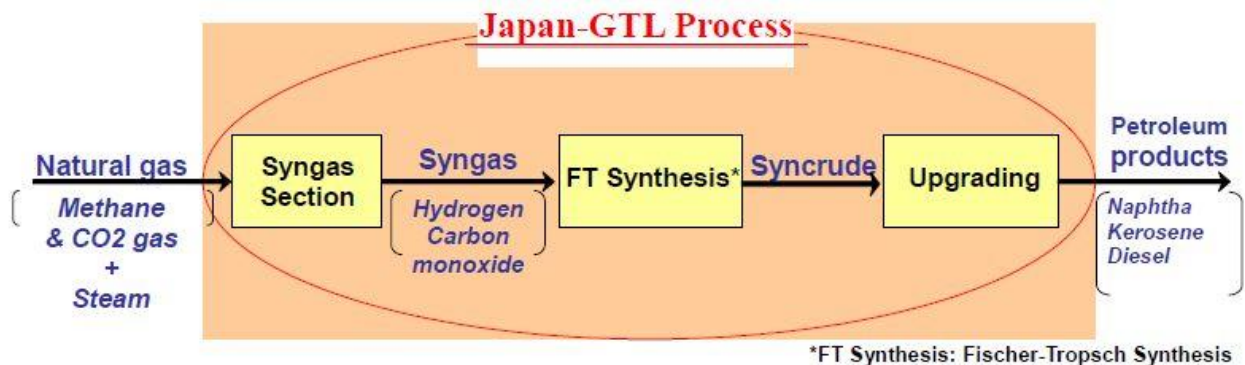 Japan-GTL Process
Natural gas
Methane
& CO2 gas
+
Steam
Syngas
Section
Syngas
Hydrogen
Carbon
monoxide
FT Synthesis*
Syncrude
Upgrading
Petroleum
products
Naphtha
Kerosene
Diesel
*FT Synthesis: Fischer-Tropsch Synthesis